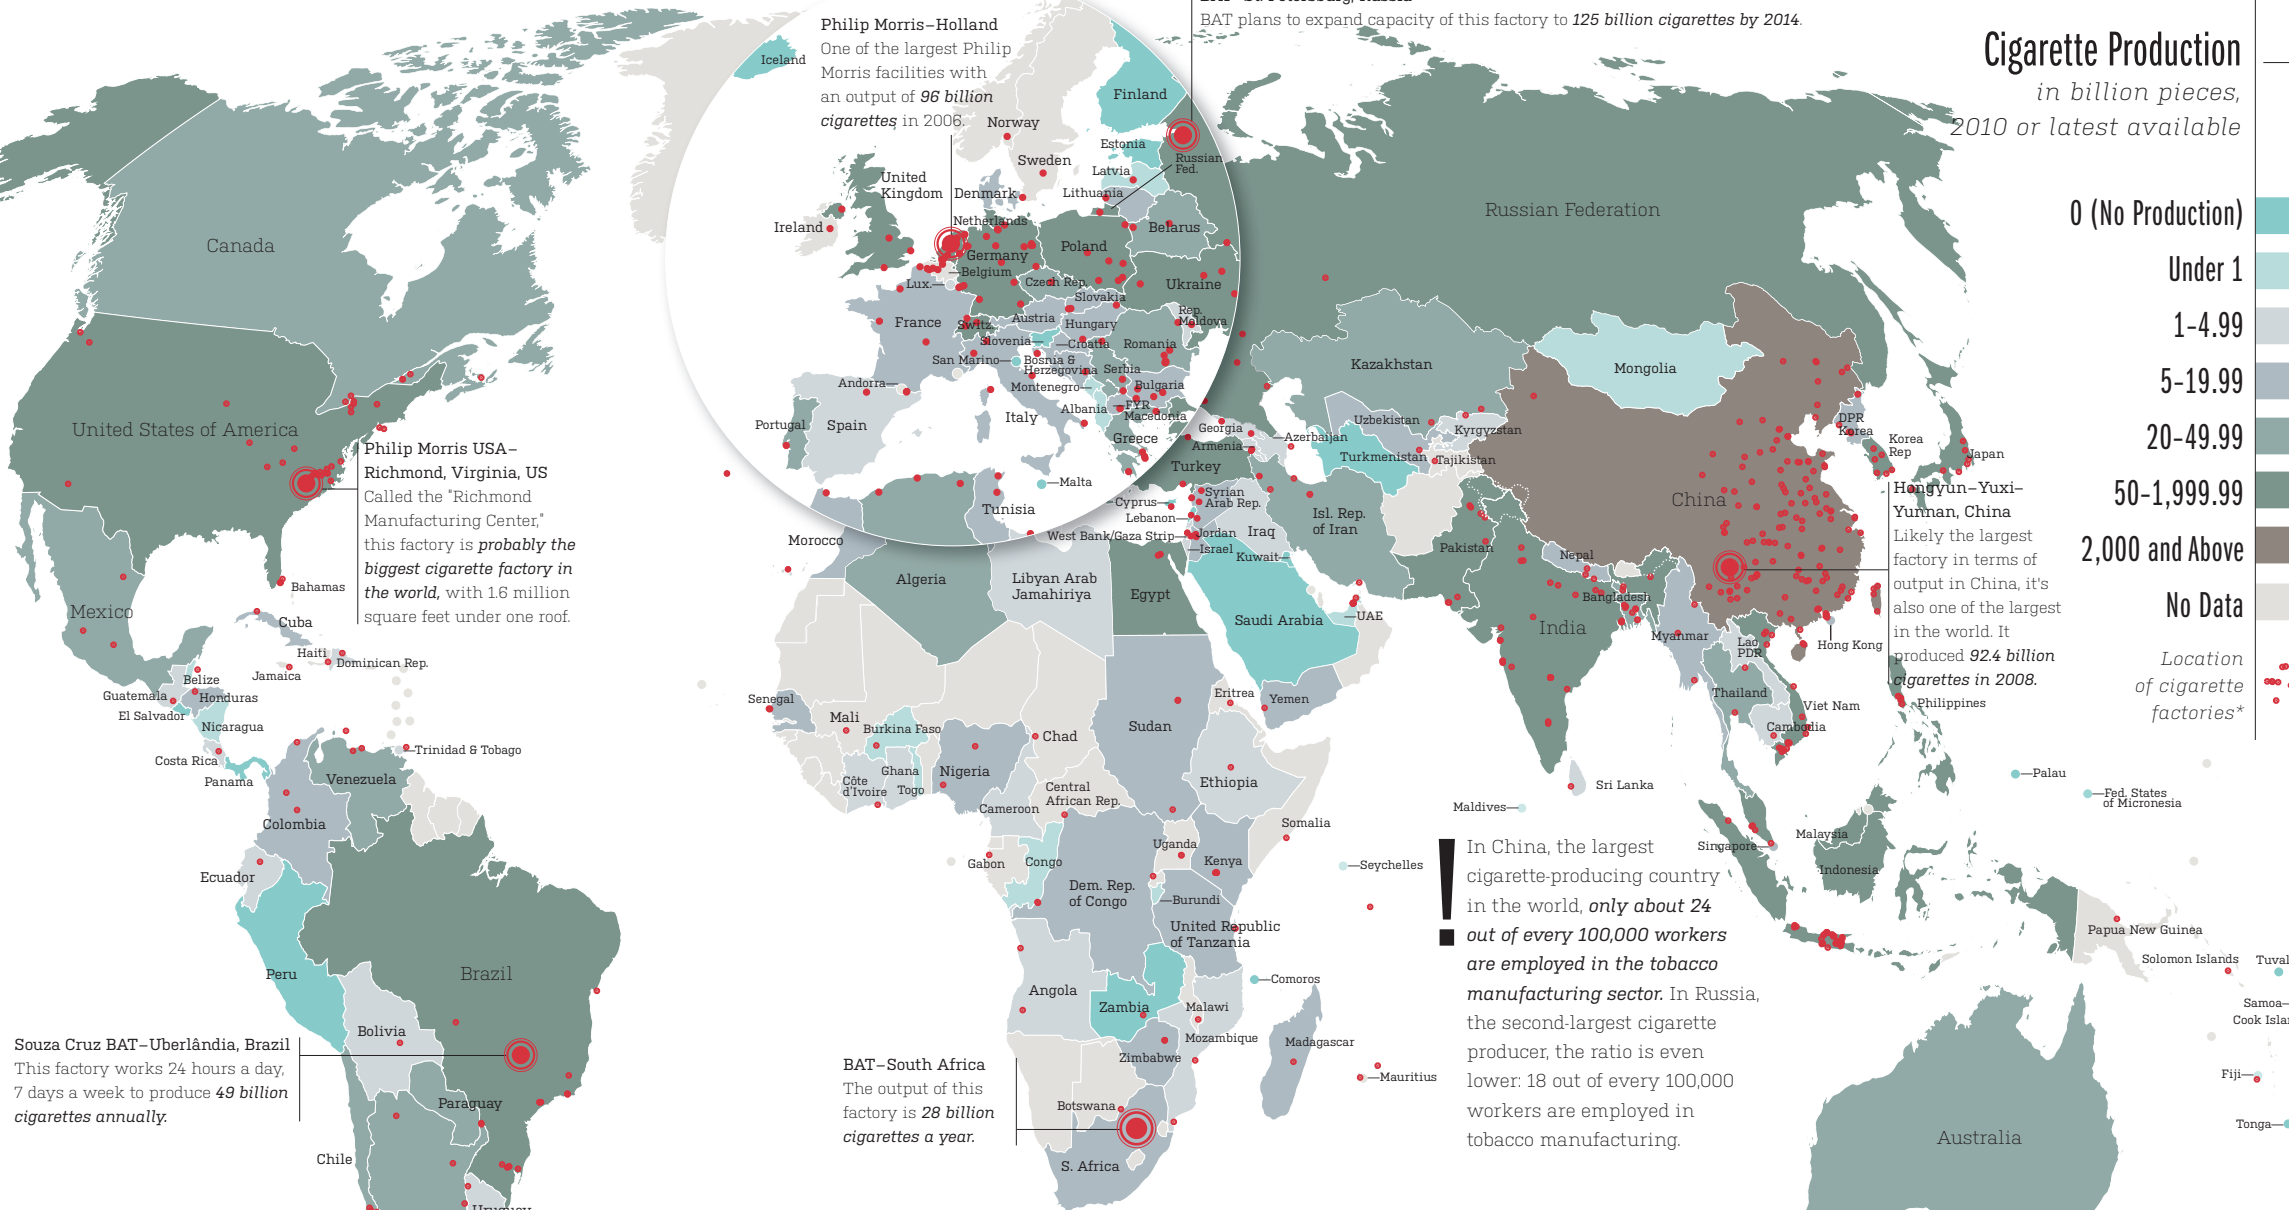 BAT plans to expand capacity of this factory to 125 billion cigarettes by 2014.
Cigarette Production
in billion pieces,
2010 or latest available
0 (No Production)
Under 1
1–4.99
5–19.99
20–49.99
50–1,999.99
2,000 and Above
No Data
Location
of cigarette
factories*
Philip Morris–Holland
One of the largest Philip
Morris facilities with
an output of 96 billion
cigarettes in 2006.
Philip Morris USA–
Richmond, Virginia, US
Called the "Richmond
Manufacturing Center,"
this factory is probably the
biggest cigarette factory in
the world, with 1.6 million
square feet under one roof.
Hongyun–Yuxi–
Yunnan, China
Likely the largest
factory in terms of
output in China, it's
also one of the largest
in the world. It
produced 92.4 billion
cigarettes in 2008.
Souza Cruz BAT–Uberlândia, Brazil
This factory works 24 hours a day,
7 days a week to produce 49 billion
cigarettes annually.
BAT–South Africa
The output of this
factory is 28 billion
cigarettes a year.
!
In China, the largest
cigarette-producing country
in the world, only about 24
out of every 100,000 workers
are employed in the tobacco
manufacturing sector. In Russia,
the second-largest cigarette
producer, the ratio is even
lower: 18 out of every 100,000
workers are employed in
tobacco manufacturing.
Canada
United States of America
Mexico
Bahamas
Cuba
Haiti
Dominican Rep.
Jamaica
Belize
Guatemala
Honduras
El Salvador
Nicaragua
Costa Rica
Panama
Trinidad & Tobago
Venezuela
Colombia
Ecuador
Peru
Brazil
Bolivia
Paraguay
Chile
Uruguay
Iceland
Norway
Sweden
Finland
Estonia
Latvia
Lithuania
Russian
Fed.
United
Kingdom
Ireland
Denmark
Netherlands
Germany
Belgium
Lux.
Poland
Belarus
Czech Rep.
Ukraine
Slovakia
Rep.
Moldova
Austria
Hungary
France
Switz.
Slovenia
Croatia
Romania
San Marino
Bosnia &
Herzegovina
Serbia
Montenegro
Bulgaria
Andorra
Albania
FYR
Macedonia
Italy
Portugal
Spain
Greece
Malta
Tunisia
Turkey
Georgia
Armenia
Azerbaijan
Russian Federation
Kazakhstan
Mongolia
Uzbekistan
Kyrgyzstan
Turkmenistan
Tajikistan
China
DPR
Korea
Korea
Rep
Japan
Cyprus
Syrian
Arab Rep.
Lebanon
West Bank/Gaza Strip
Jordan
Israel
Iraq
Kuwait
Isl. Rep.
of Iran
Pakistan
Nepal
Bangladesh
India
Myanmar
Lao
PDR
Hong Kong
Thailand
Viet Nam
Cambodia
Philippines
Sri Lanka
Maldives
Malaysia
Singapore
Indonesia
Palau
Fed. States
of Micronesia
Papua New Guinea
Solomon Islands
Tuval
Samoa
Cook Islan
Fiji
Tonga
Australia
Morocco
Algeria
Libyan Arab
Jamahiriya
Egypt
Saudi Arabia
UAE
Yemen
Eritrea
Senegal
Mali
Burkina Faso
Chad
Sudan
Ethiopia
Côte
d'Ivoire
Ghana
Togo
Nigeria
Cameroon
Central
African Rep.
Somalia
Gabon
Congo
Uganda
Kenya
Dem. Rep.
of Congo
Burundi
United Republic
of Tanzania
Seychelles
Comoros
Angola
Zambia
Malawi
Mozambique
Zimbabwe
Madagascar
Mauritius
Botswana
S. Africa